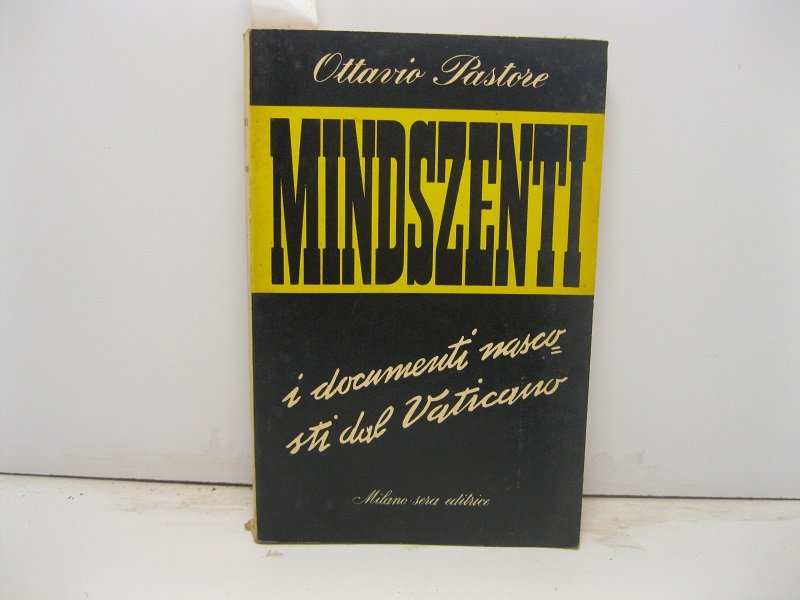 Ottavio Pastore
MINDSZENTI
i documenti nasco=
sti dal Vaticano
Milano-sera editrice